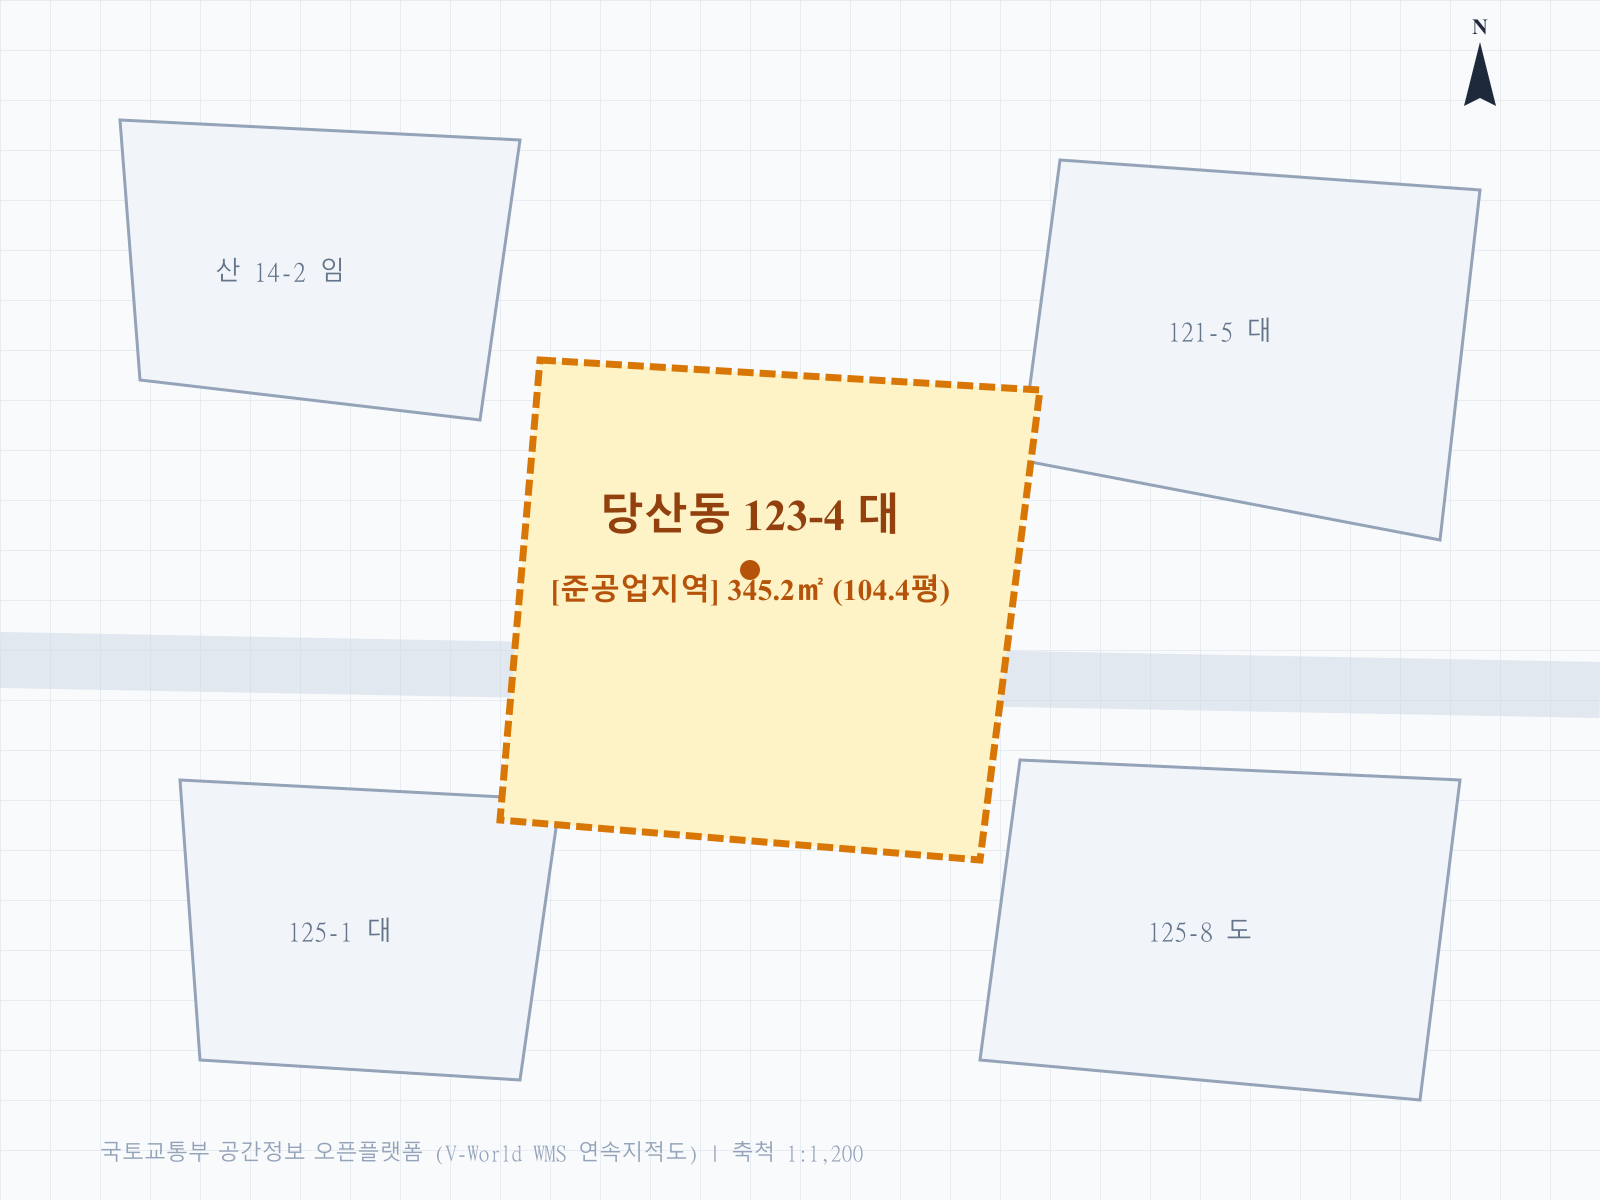 N
산 14-2 임
121-5 대
당산동 123-4 대
[준공업지역] 345.2㎡ (104.4평)
125-1 대
125-8 도
국토교통부 공간정보 오픈플랫폼 (V-World WMS 연속지적도) | 축척 1:1,200